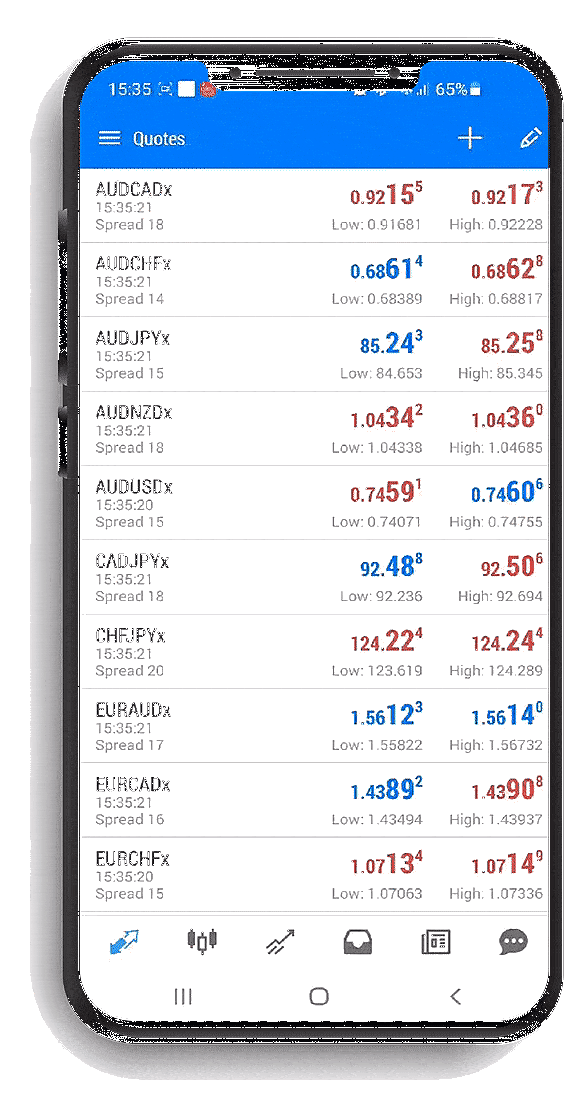 15:35 65%
Quotes
AUDCADx 0.92155 0.92173
15:35:21
Spread 18 Low: 0.91681 High: 0.92228
AUDCHFx 0.68614 0.68628
15:35:21
Spread 14 Low: 0.68389 High: 0.68817
AUDJPYx 85.243 85.258
15:35:21
Spread 15 Low: 84.653 High: 85.345
AUDNZDx 1.04342 1.04360
15:35:21
Spread 18 Low: 1.04338 High: 1.04685
AUDUSDx 0.74591 0.74606
15:35:20
Spread 15 Low: 0.74071 High: 0.74755
CADJPYx 92.488 92.506
15:35:21
Spread 18 Low: 92.236 High: 92.694
CHFJPYx 124.224 124.244
15:35:21
Spread 20 Low: 123.619 High: 124.289
EURAUDx 1.56123 1.56140
15:35:21
Spread 17 Low: 1.55822 High: 1.56732
EURCADx 1.43892 1.43908
15:35:21
Spread 16 Low: 1.43494 High: 1.43937
EURCHFx 1.07134 1.07149
15:35:20
Spread 15 Low: 1.07063 High: 1.07336